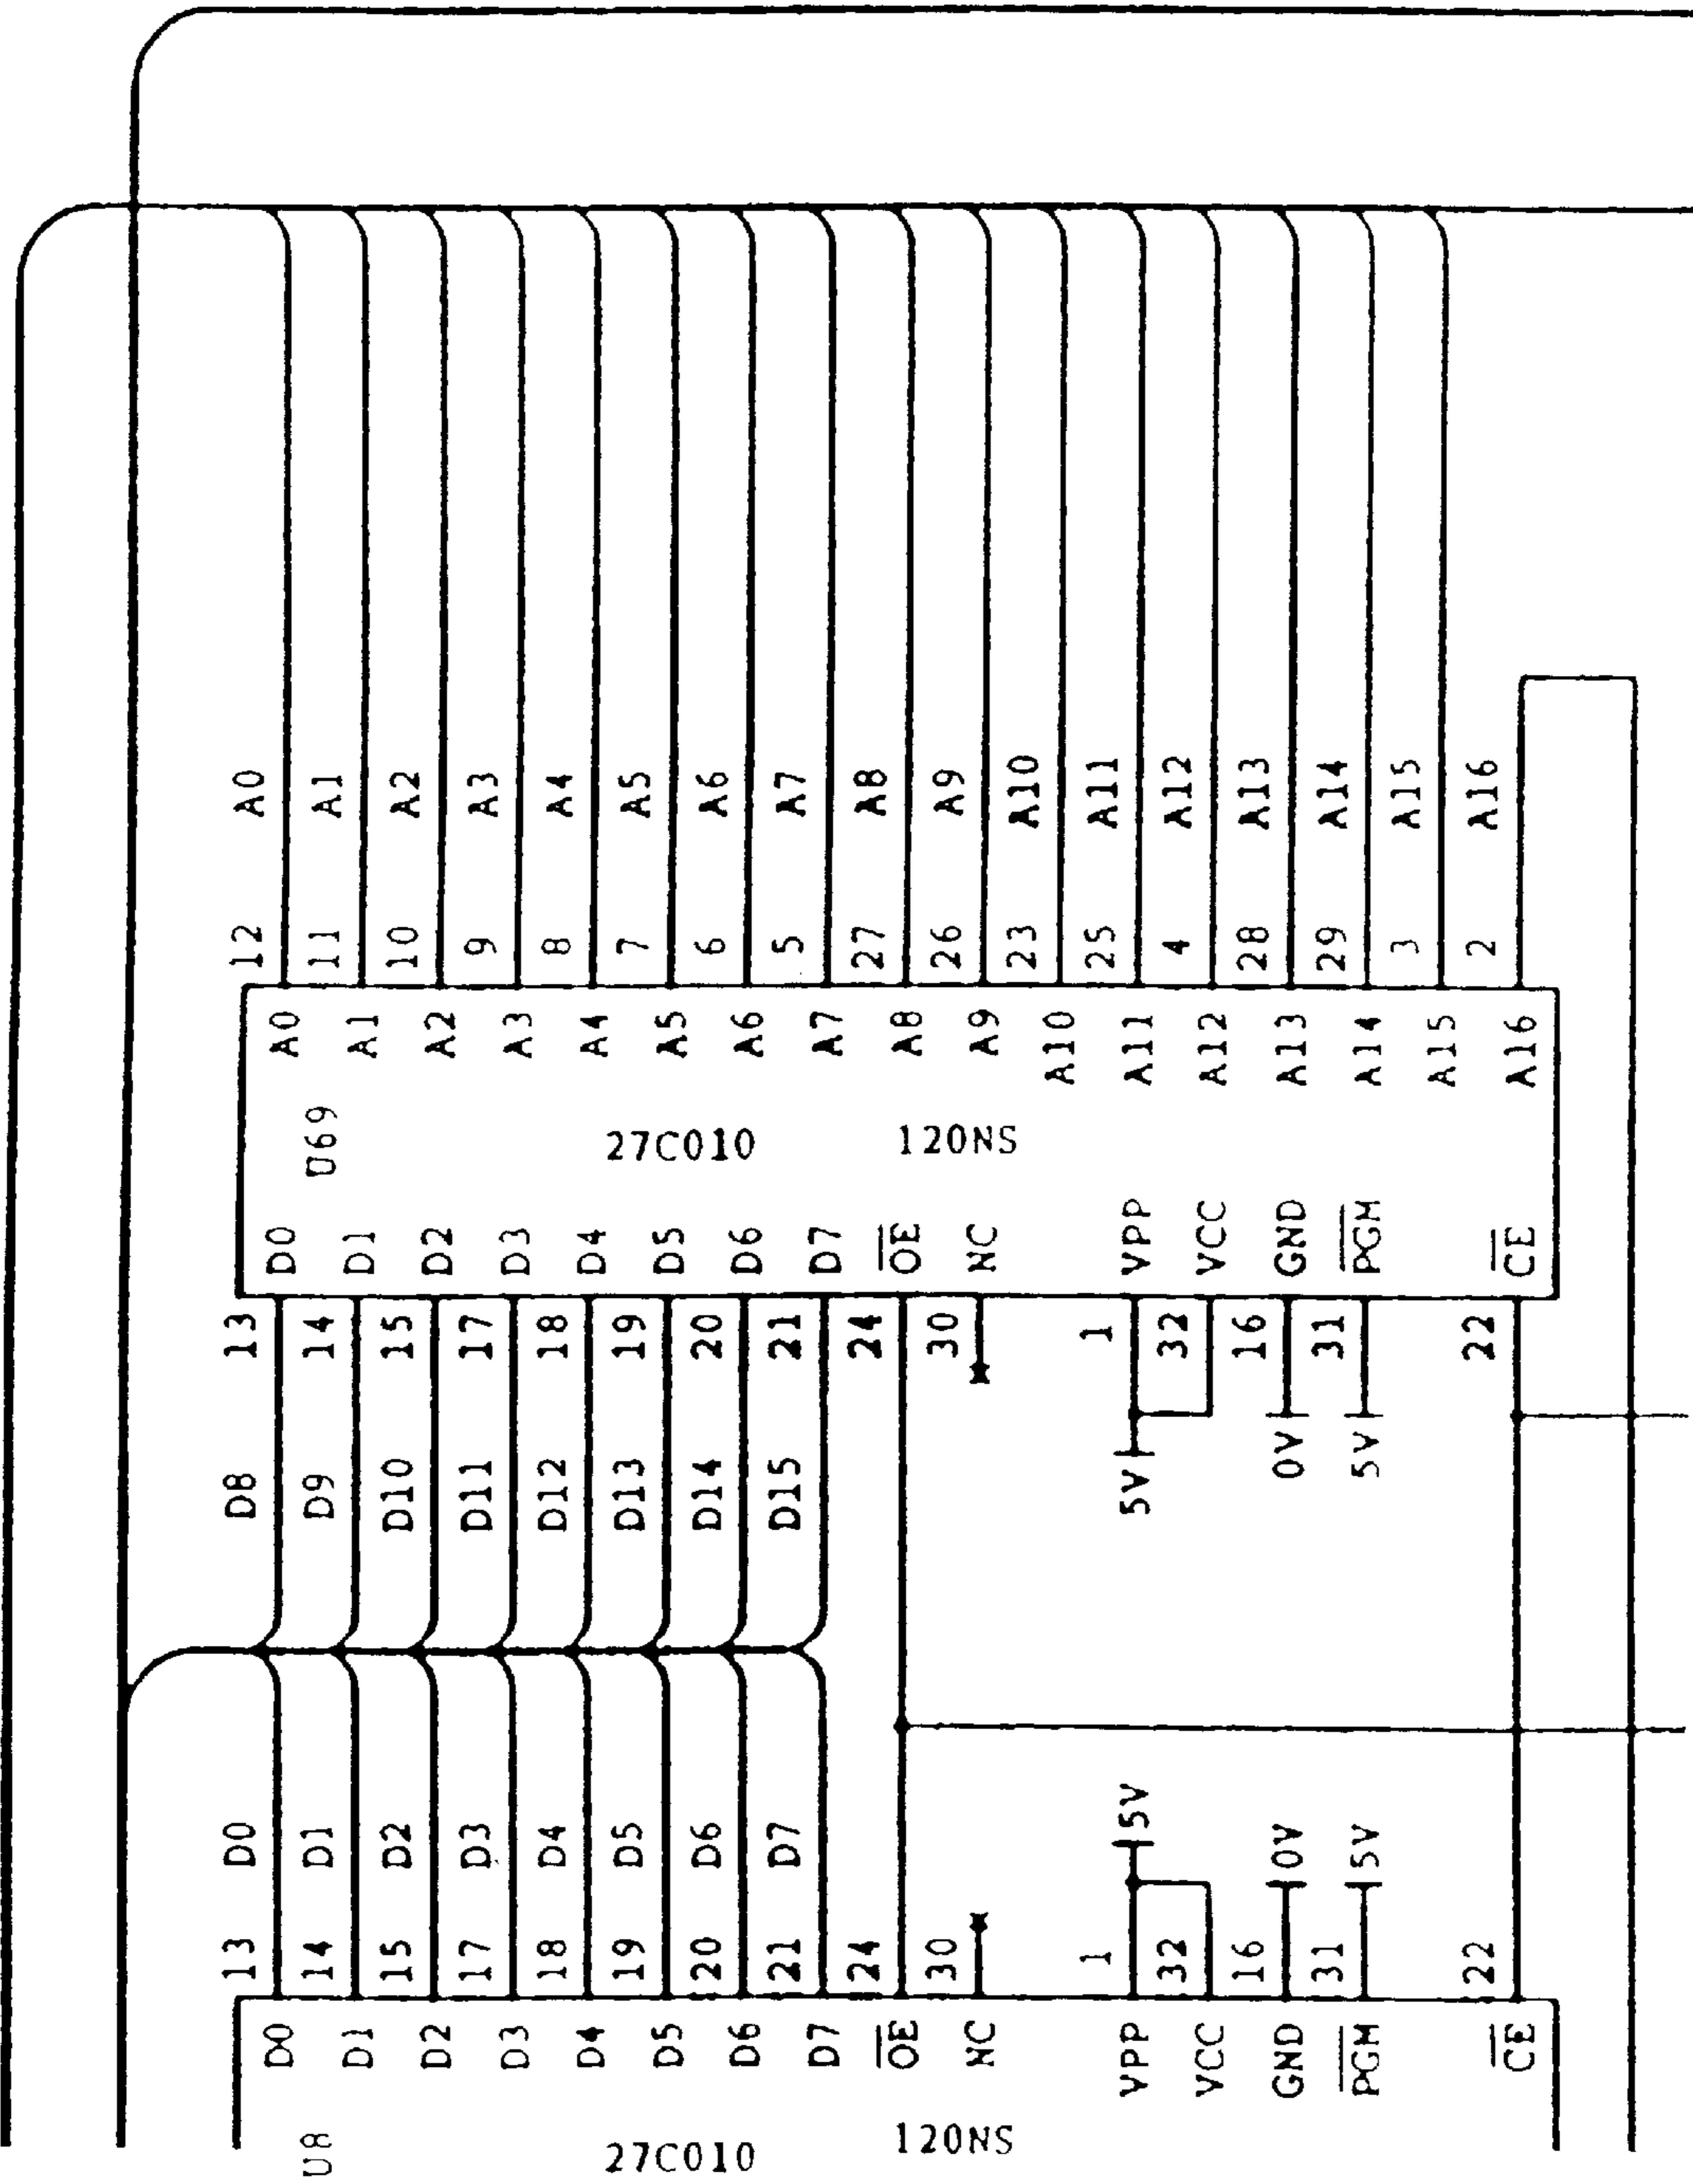 12 A0
11 A1
10 A2
9 A3
8 A4
7 A5
6 A6
5 A7
27 A8
26 A9
23 A10
25 A11
4 A12
28 A13
29 A14
3 A15
2 A16
A0
A1
A2
A3
A4
A5
A6
A7
A8
A9
A10
A11
A12
A13
A14
A15
A16
U69
27C010
120NS
D0
D1
D2
D3
D4
D5
D6
D7
OE
NC
VPP
VCC
GND
PGM
CE
D8 13
D9 14
D10 15
D11 17
D12 18
D13 19
D14 20
D15 21
24
30
5V 1
32
0V 16
5V 31
22
13 D0
14 D1
15 D2
17 D3
18 D4
19 D5
20 D6
21 D7
24
30
1 5V
32
16 0V
31 5V
22
D0
D1
D2
D3
D4
D5
D6
D7
OE
NC
VPP
VCC
GND
PGM
CE
U8
27C010
120NS